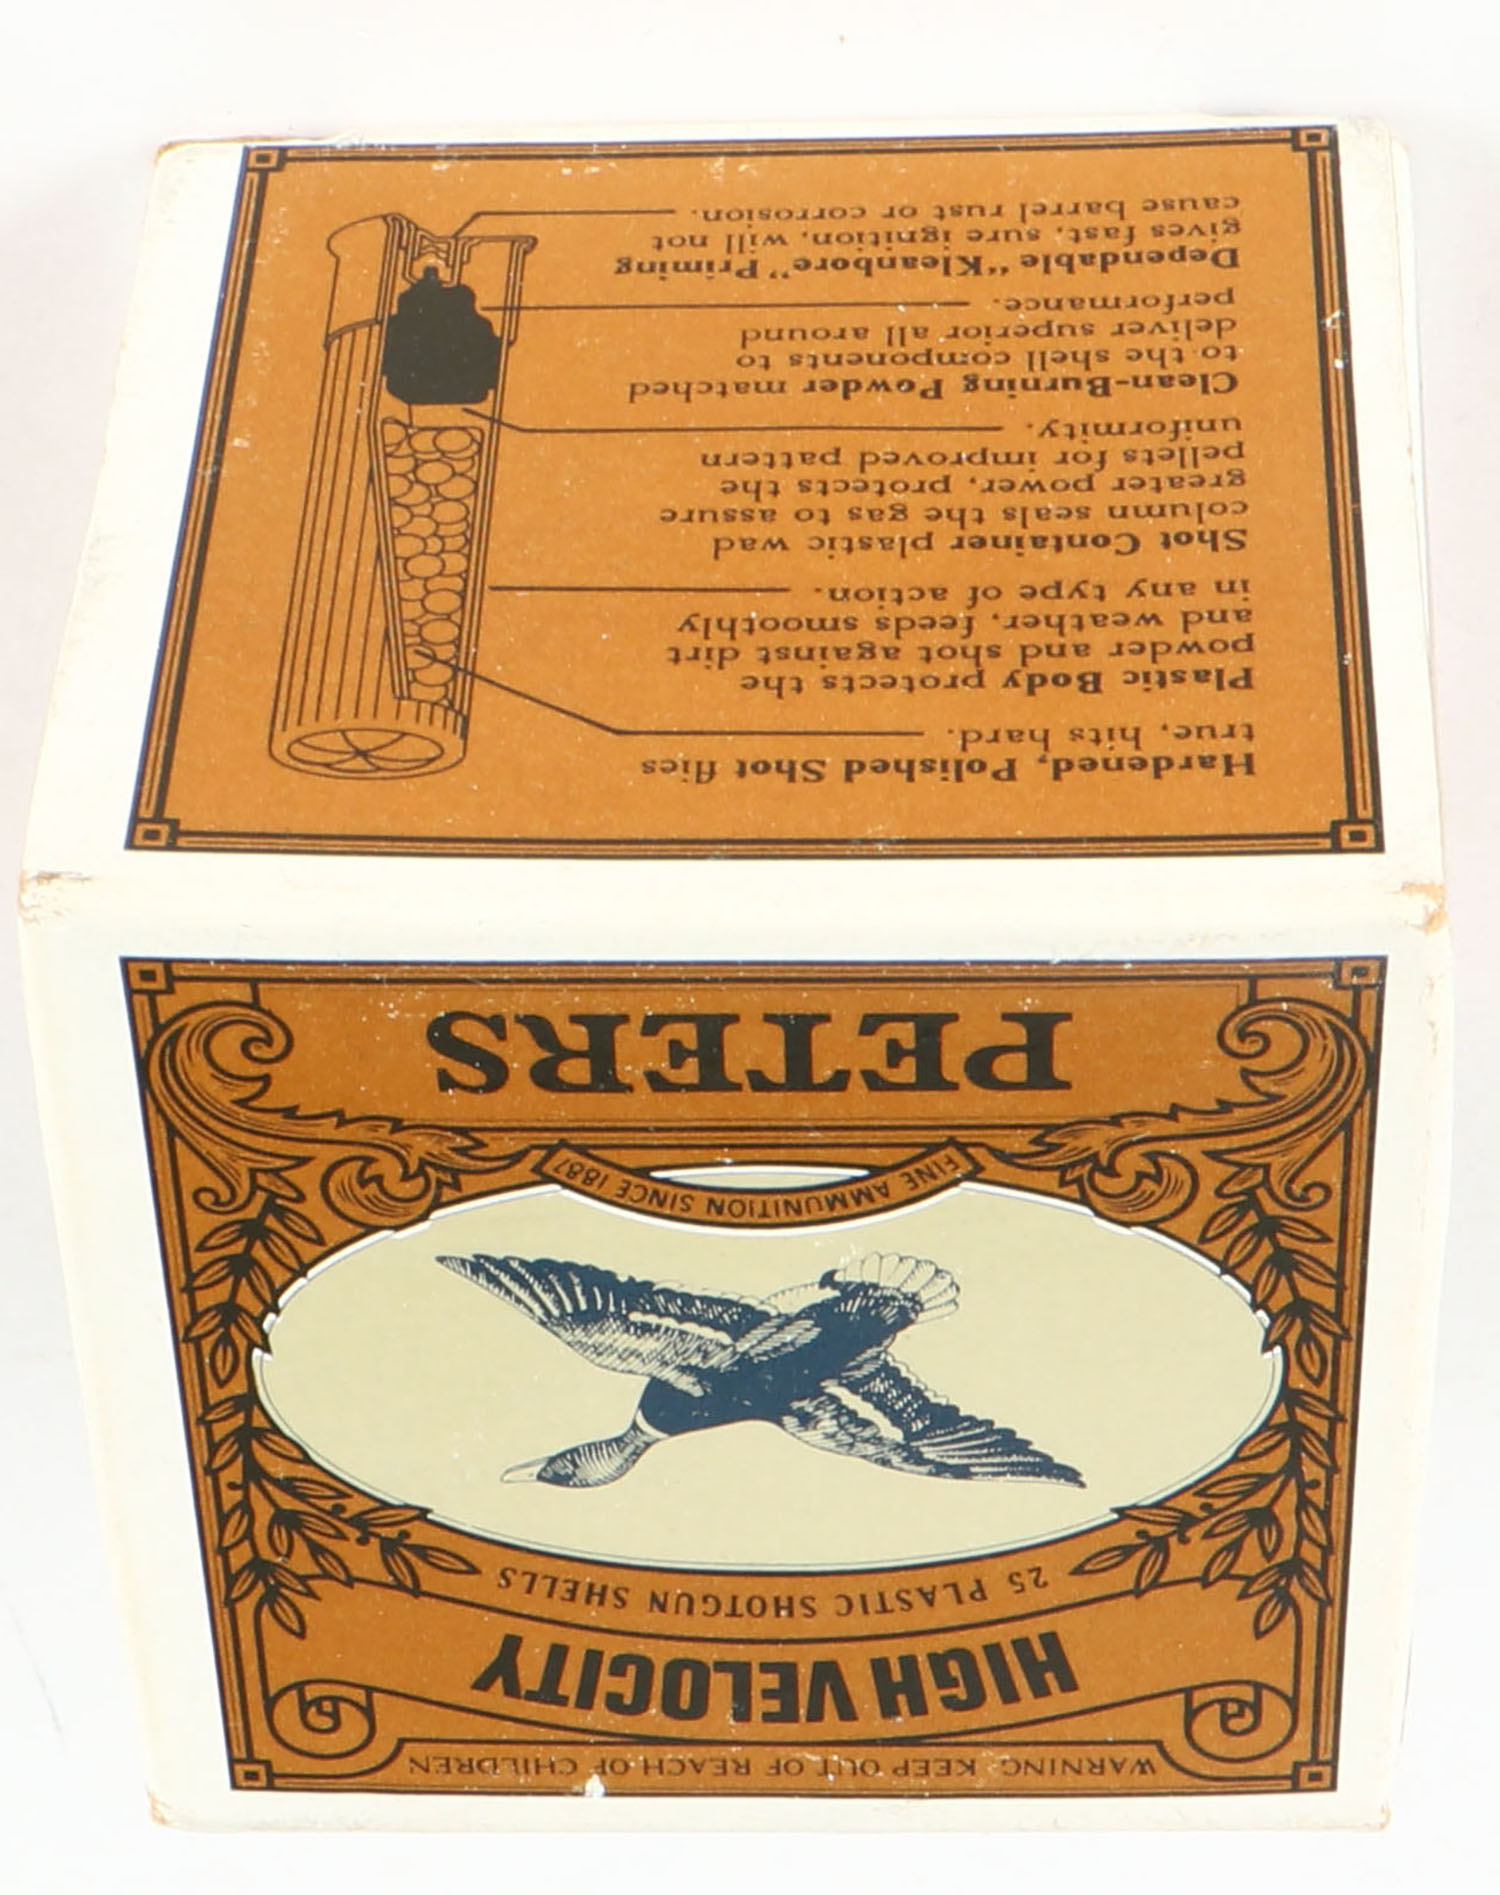 WARNING: KEEP OUT OF REACH OF CHILDREN
HIGH VELOCITY
25 PLASTIC SHOTGUN SHELLS
FINE AMMUNITION SINCE 1887
PETERS
Hardened, Polished Shot flies
true, hits hard.
Plastic Body protects the
powder and shot against dirt
and weather, feeds smoothly
in any type of action.
Shot Container plastic wad
column seals the gas to assure
greater power, protects the
pellets for improved pattern
uniformity.
Clean-Burning Powder matched
to the shell components to
deliver superior all around
performance.
Dependable "Kleanbore" Priming
gives fast, sure ignition, will not
cause barrel rust or corrosion.